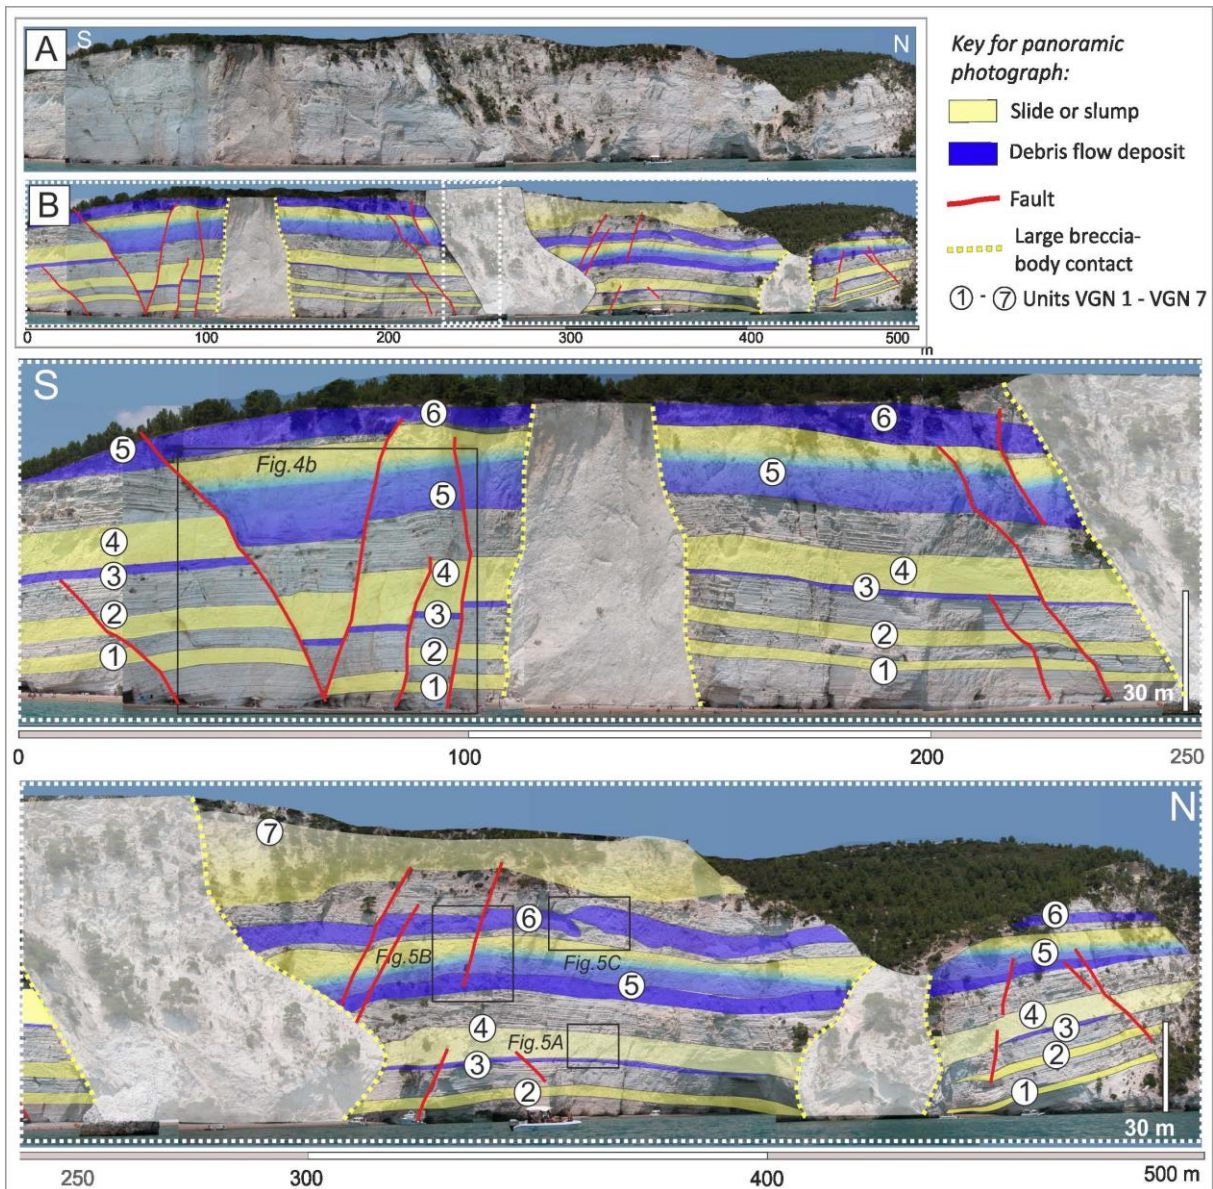 A
S
N
Key for panoramic
photograph:
Slide or slump
Debris flow deposit
Fault
Large breccia-
body contact
① - ⑦ Units VGN 1 - VGN 7
B
0
100
200
300
400
500
m
S
6
6
5
Fig.4b
5
5
4
4
4
3
3
3
2
2
2
1
1
1
30 m
0
100
200
250
N
7
6
6
5
Fig.5B
Fig.5C
5
4
4
Fig.5A
3
3
2
2
1
30 m
250
300
400
500 m